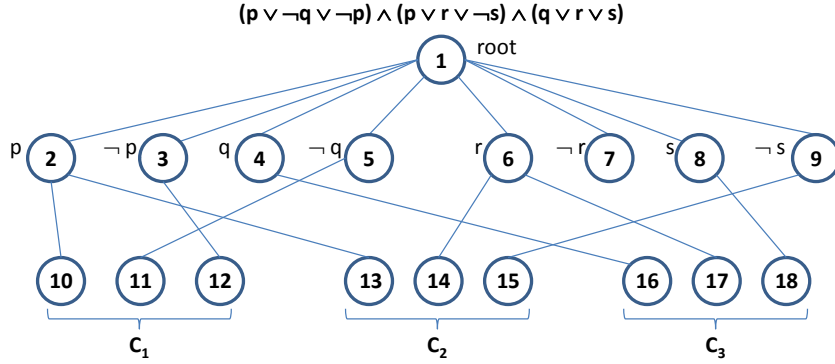 (p ∨ ¬q ∨ ¬p) ∧ (p ∨ r ∨ ¬s) ∧ (q ∨ r ∨ s)
1 root
p 2 ¬ p 3 q 4 ¬ q 5 r 6 ¬ r 7 s 8 ¬ s 9
10 11 12 13 14 15 16 17 18
C1 C2 C3